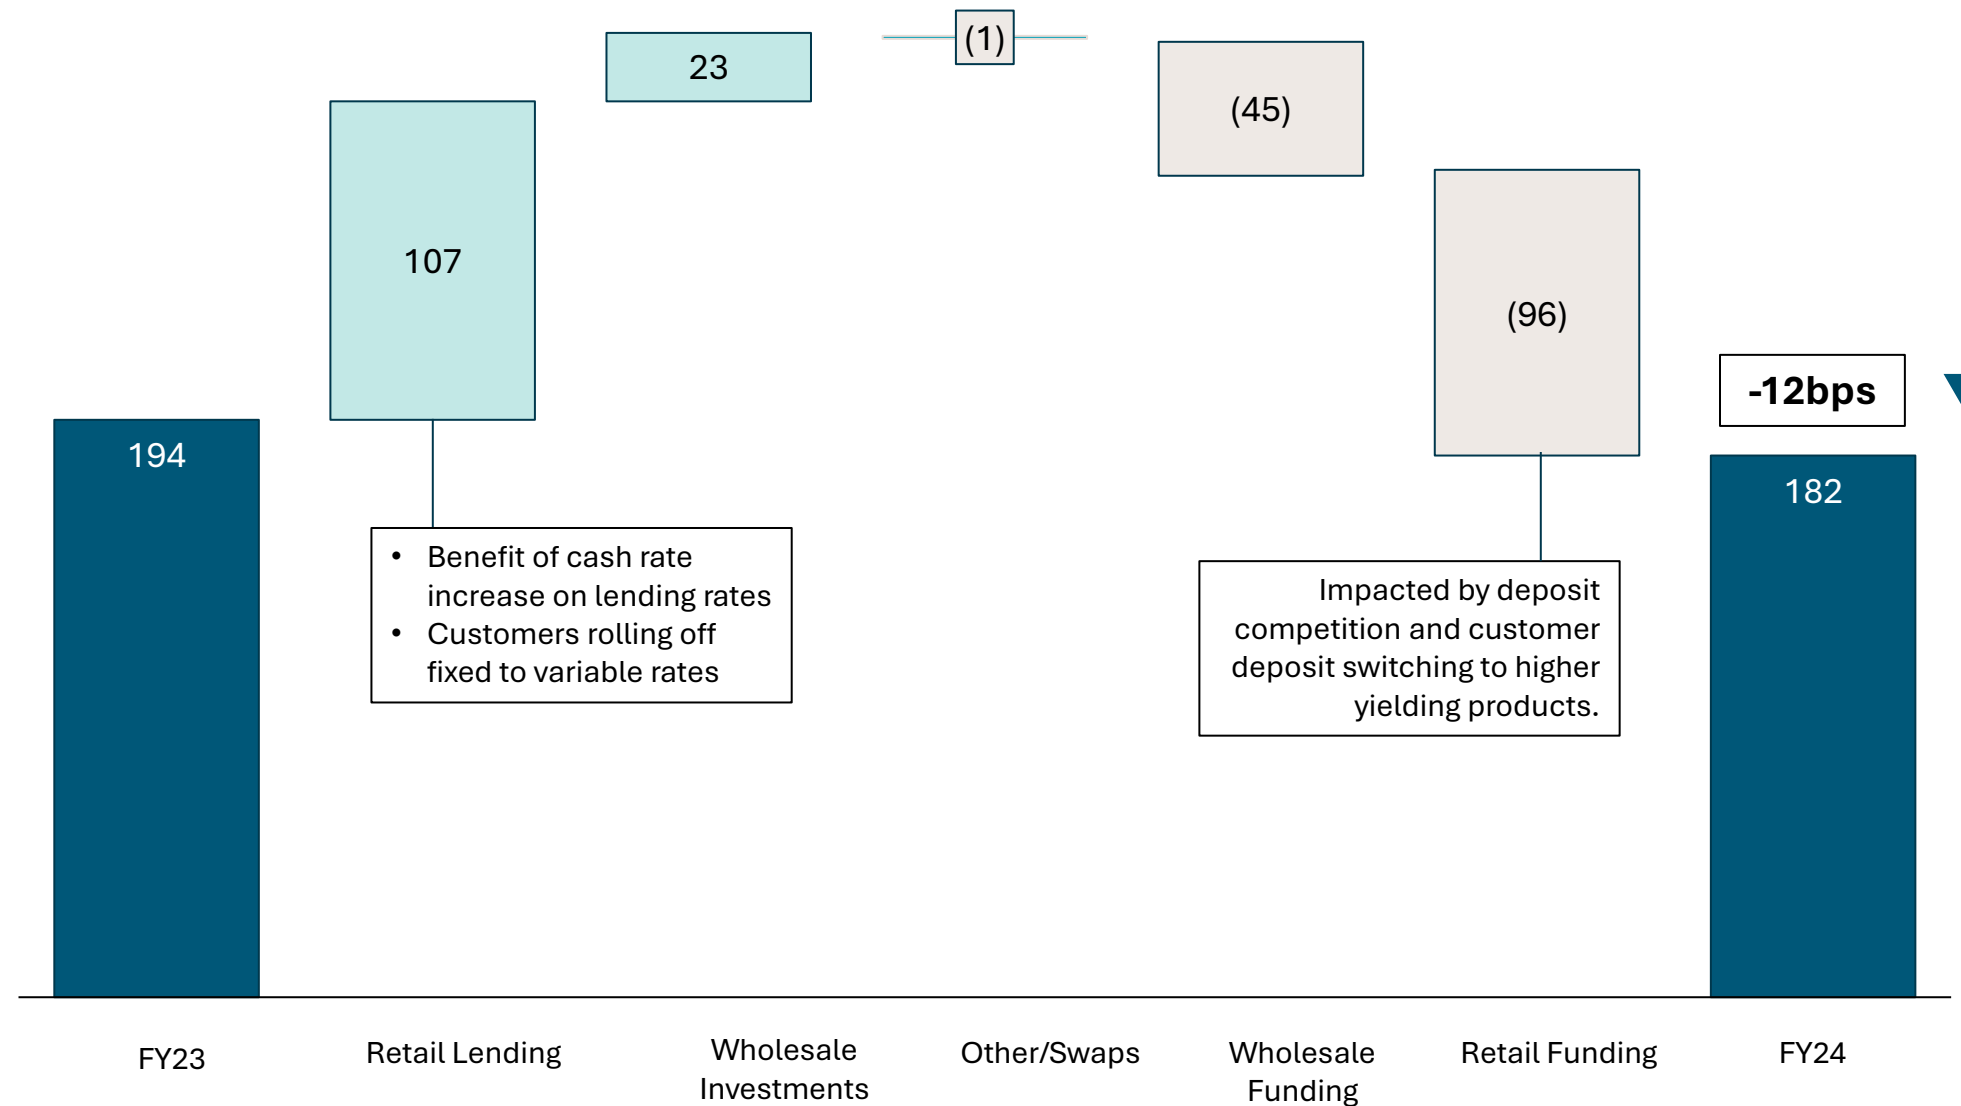 23
(1)
(45)
107
(96)
-12bps
194
182
• Benefit of cash rate
increase on lending rates
• Customers rolling off
fixed to variable rates
Impacted by deposit
competition and customer
deposit switching to higher
yielding products.
FY23
Retail Lending
Wholesale
Investments
Other/Swaps
Wholesale
Funding
Retail Funding
FY24